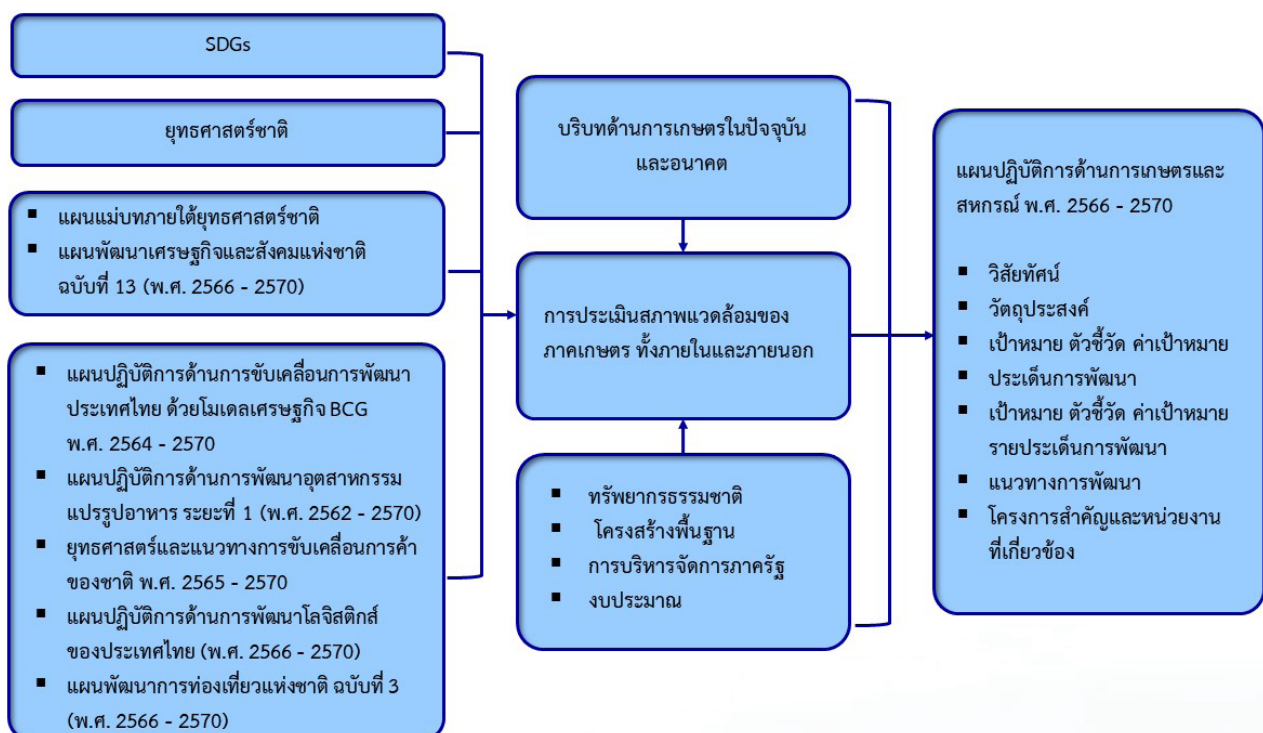 SDGs
ยุทธศาสตร์ชาติ
▪ แผนแม่บทภายใต้ยุทธศาสตร์ชาติ
▪ แผนพัฒนาเศรษฐกิจและสังคมแห่งชาติ
ฉบับที่ 13 (พ.ศ. 2566 - 2570)
▪ แผนปฏิบัติการด้านการขับเคลื่อนการพัฒนา
ประเทศไทย ด้วยโมเดลเศรษฐกิจ BCG
พ.ศ. 2564 - 2570
▪ แผนปฏิบัติการด้านการพัฒนาอุตสาหกรรม
แปรรูปอาหาร ระยะที่ 1 (พ.ศ. 2562 - 2570)
▪ ยุทธศาสตร์และแนวทางการขับเคลื่อนการค้า
ของชาติ พ.ศ. 2565 - 2570
▪ แผนปฏิบัติการด้านการพัฒนาโลจิสติกส์
ของประเทศไทย (พ.ศ. 2566 - 2570)
▪ แผนพัฒนาการท่องเที่ยวแห่งชาติ ฉบับที่ 3
(พ.ศ. 2566 - 2570)
บริบทด้านการเกษตรในปัจจุบัน
และอนาคต
การประเมินสภาพแวดล้อมของ
ภาคเกษตร ทั้งภายในและภายนอก
▪ ทรัพยากรธรรมชาติ
▪ โครงสร้างพื้นฐาน
▪ การบริหารจัดการภาครัฐ
▪ งบประมาณ
แผนปฏิบัติการด้านการเกษตรและ
สหกรณ์ พ.ศ. 2566 - 2570
▪ วิสัยทัศน์
▪ วัตถุประสงค์
▪ เป้าหมาย ตัวชี้วัด ค่าเป้าหมาย
▪ ประเด็นการพัฒนา
▪ เป้าหมาย ตัวชี้วัด ค่าเป้าหมาย
รายประเด็นการพัฒนา
▪ แนวทางการพัฒนา
▪ โครงการสำคัญและหน่วยงาน
ที่เกี่ยวข้อง